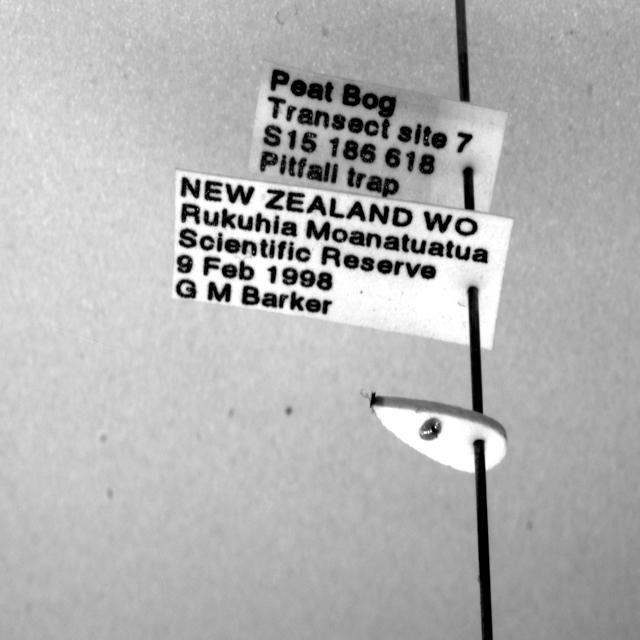 Peat Bog
Transect site 7
S15 186 618
Pitfall trap
NEW ZEALAND WO
Rukuhia Moanatuatua
Scientific Reserve
9 Feb 1998
G M Barker